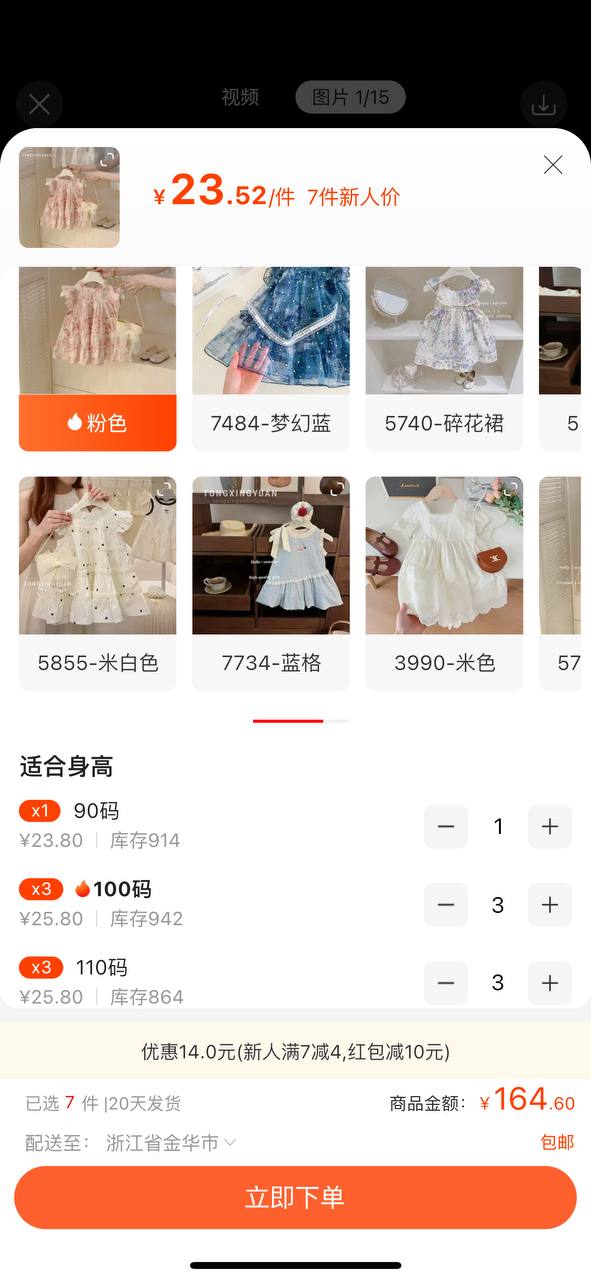 视频
图片 1/15
¥23.52/件 7件新人价
粉色
7484-梦幻蓝
5740-碎花裙
5
TONGXINGYUAN
5855-米白色
7734-蓝格
3990-米色
57
适合身高
x1 90码
¥23.80 库存914
1
x3 100码
¥25.80 库存942
3
x3 110码
¥25.80 库存864
3
优惠14.0元(新人满7减4,红包减10元)
已选 7 件 |20天发货
商品金额: ¥164.60
配送至: 浙江省金华市
包邮
立即下单